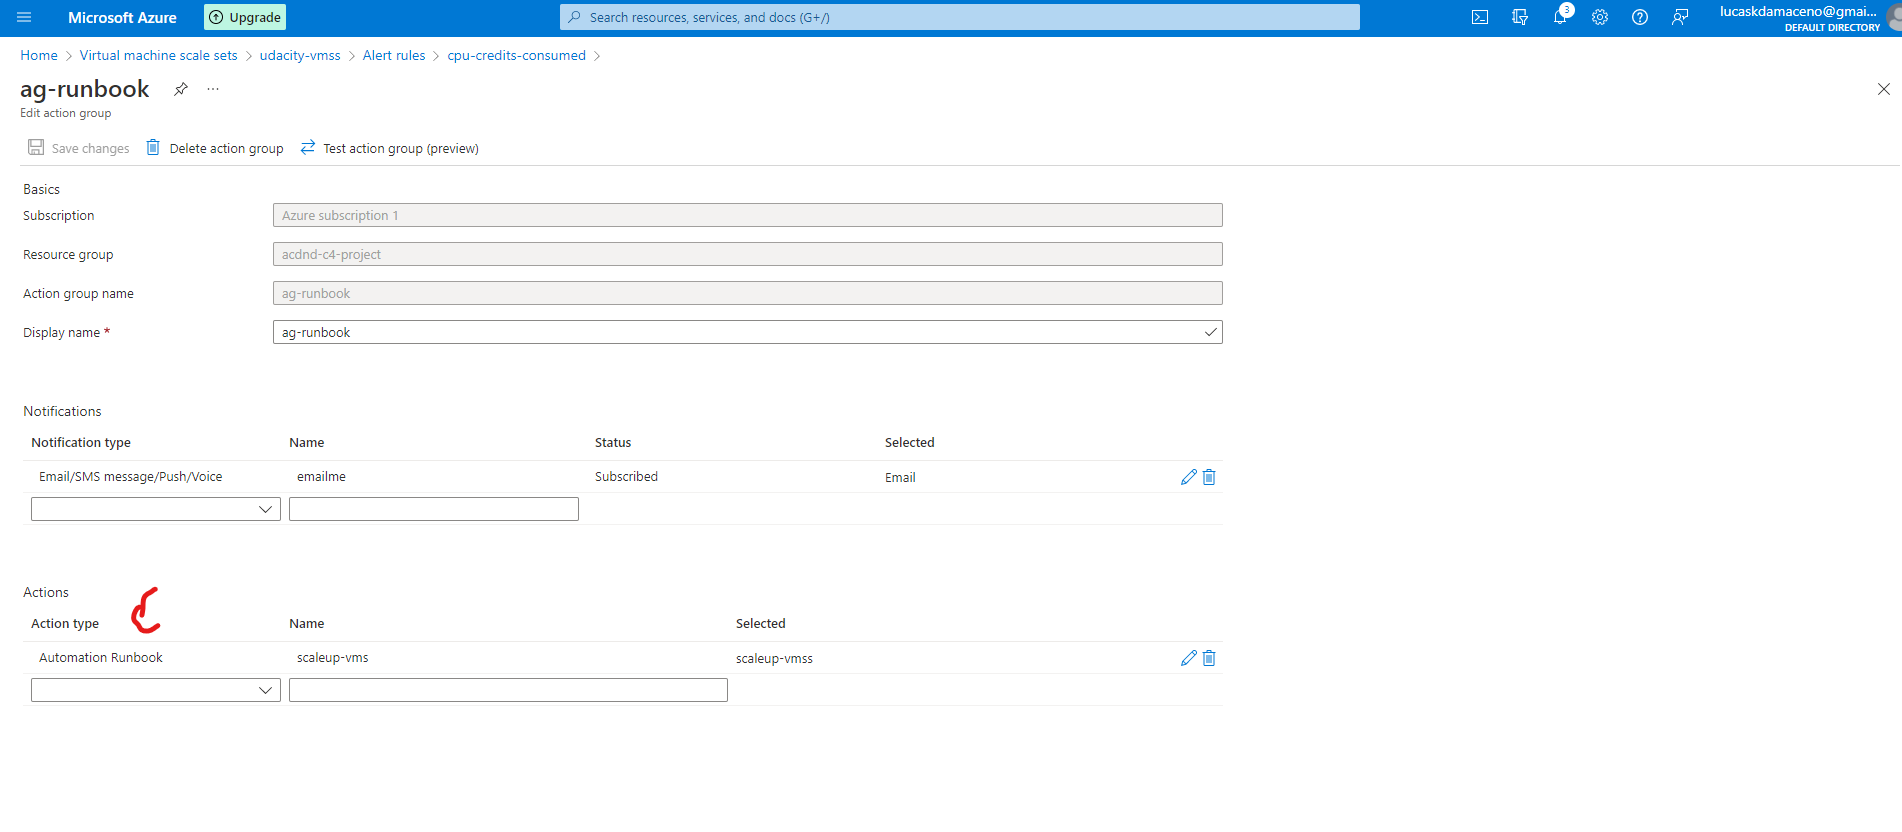 Microsoft Azure
Upgrade
Search resources, services, and docs (G+/)
3
lucaskdamaceno@gmai...
DEFAULT DIRECTORY
Home > Virtual machine scale sets > udacity-vmss > Alert rules > cpu-credits-consumed >
ag-runbook ...
Edit action group
Save changes Delete action group Test action group (preview)
Basics
Subscription Azure subscription 1
Resource group acdnd-c4-project
Action group name ag-runbook
Display name * ag-runbook
Notifications
Notification type Name Status Selected
Email/SMS message/Push/Voice emailme Subscribed Email
Actions
Action type Name Selected
Automation Runbook scaleup-vms scaleup-vmss